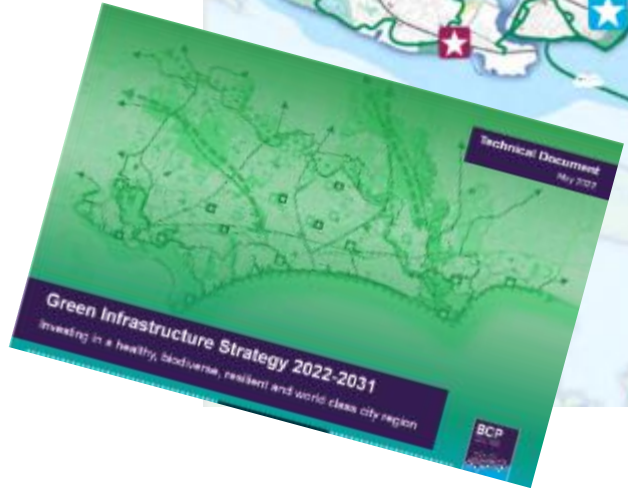 Technical Document
May 2022
Green Infrastructure Strategy 2022-2031
Investing in a healthy, biodiverse, resilient and world class city region
BCP